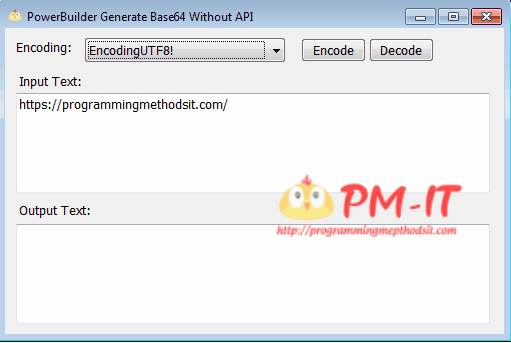 PowerBuilder Generate Base64 Without API
Encoding: EncodingUTF8! Encode Decode
Input Text:
https://programmingmethodsit.com/
PM-IT
http://programmingmepthodsit.com
Output Text: